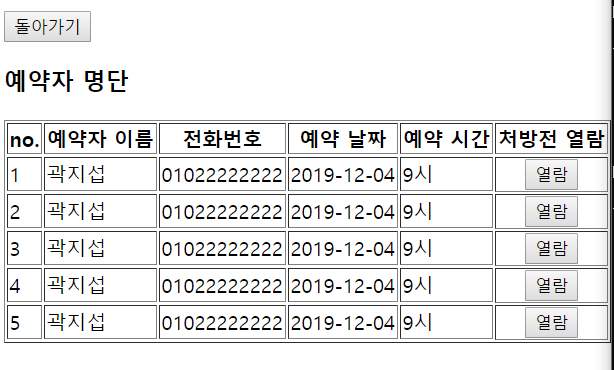 돌아가기
예약자 명단
no. 예약자 이름 전화번호 예약 날짜 예약 시간 처방전 열람
1 곽지섭 01022222222 2019-12-04 9시 열람
2 곽지섭 01022222222 2019-12-04 9시 열람
3 곽지섭 01022222222 2019-12-04 9시 열람
4 곽지섭 01022222222 2019-12-04 9시 열람
5 곽지섭 01022222222 2019-12-04 9시 열람